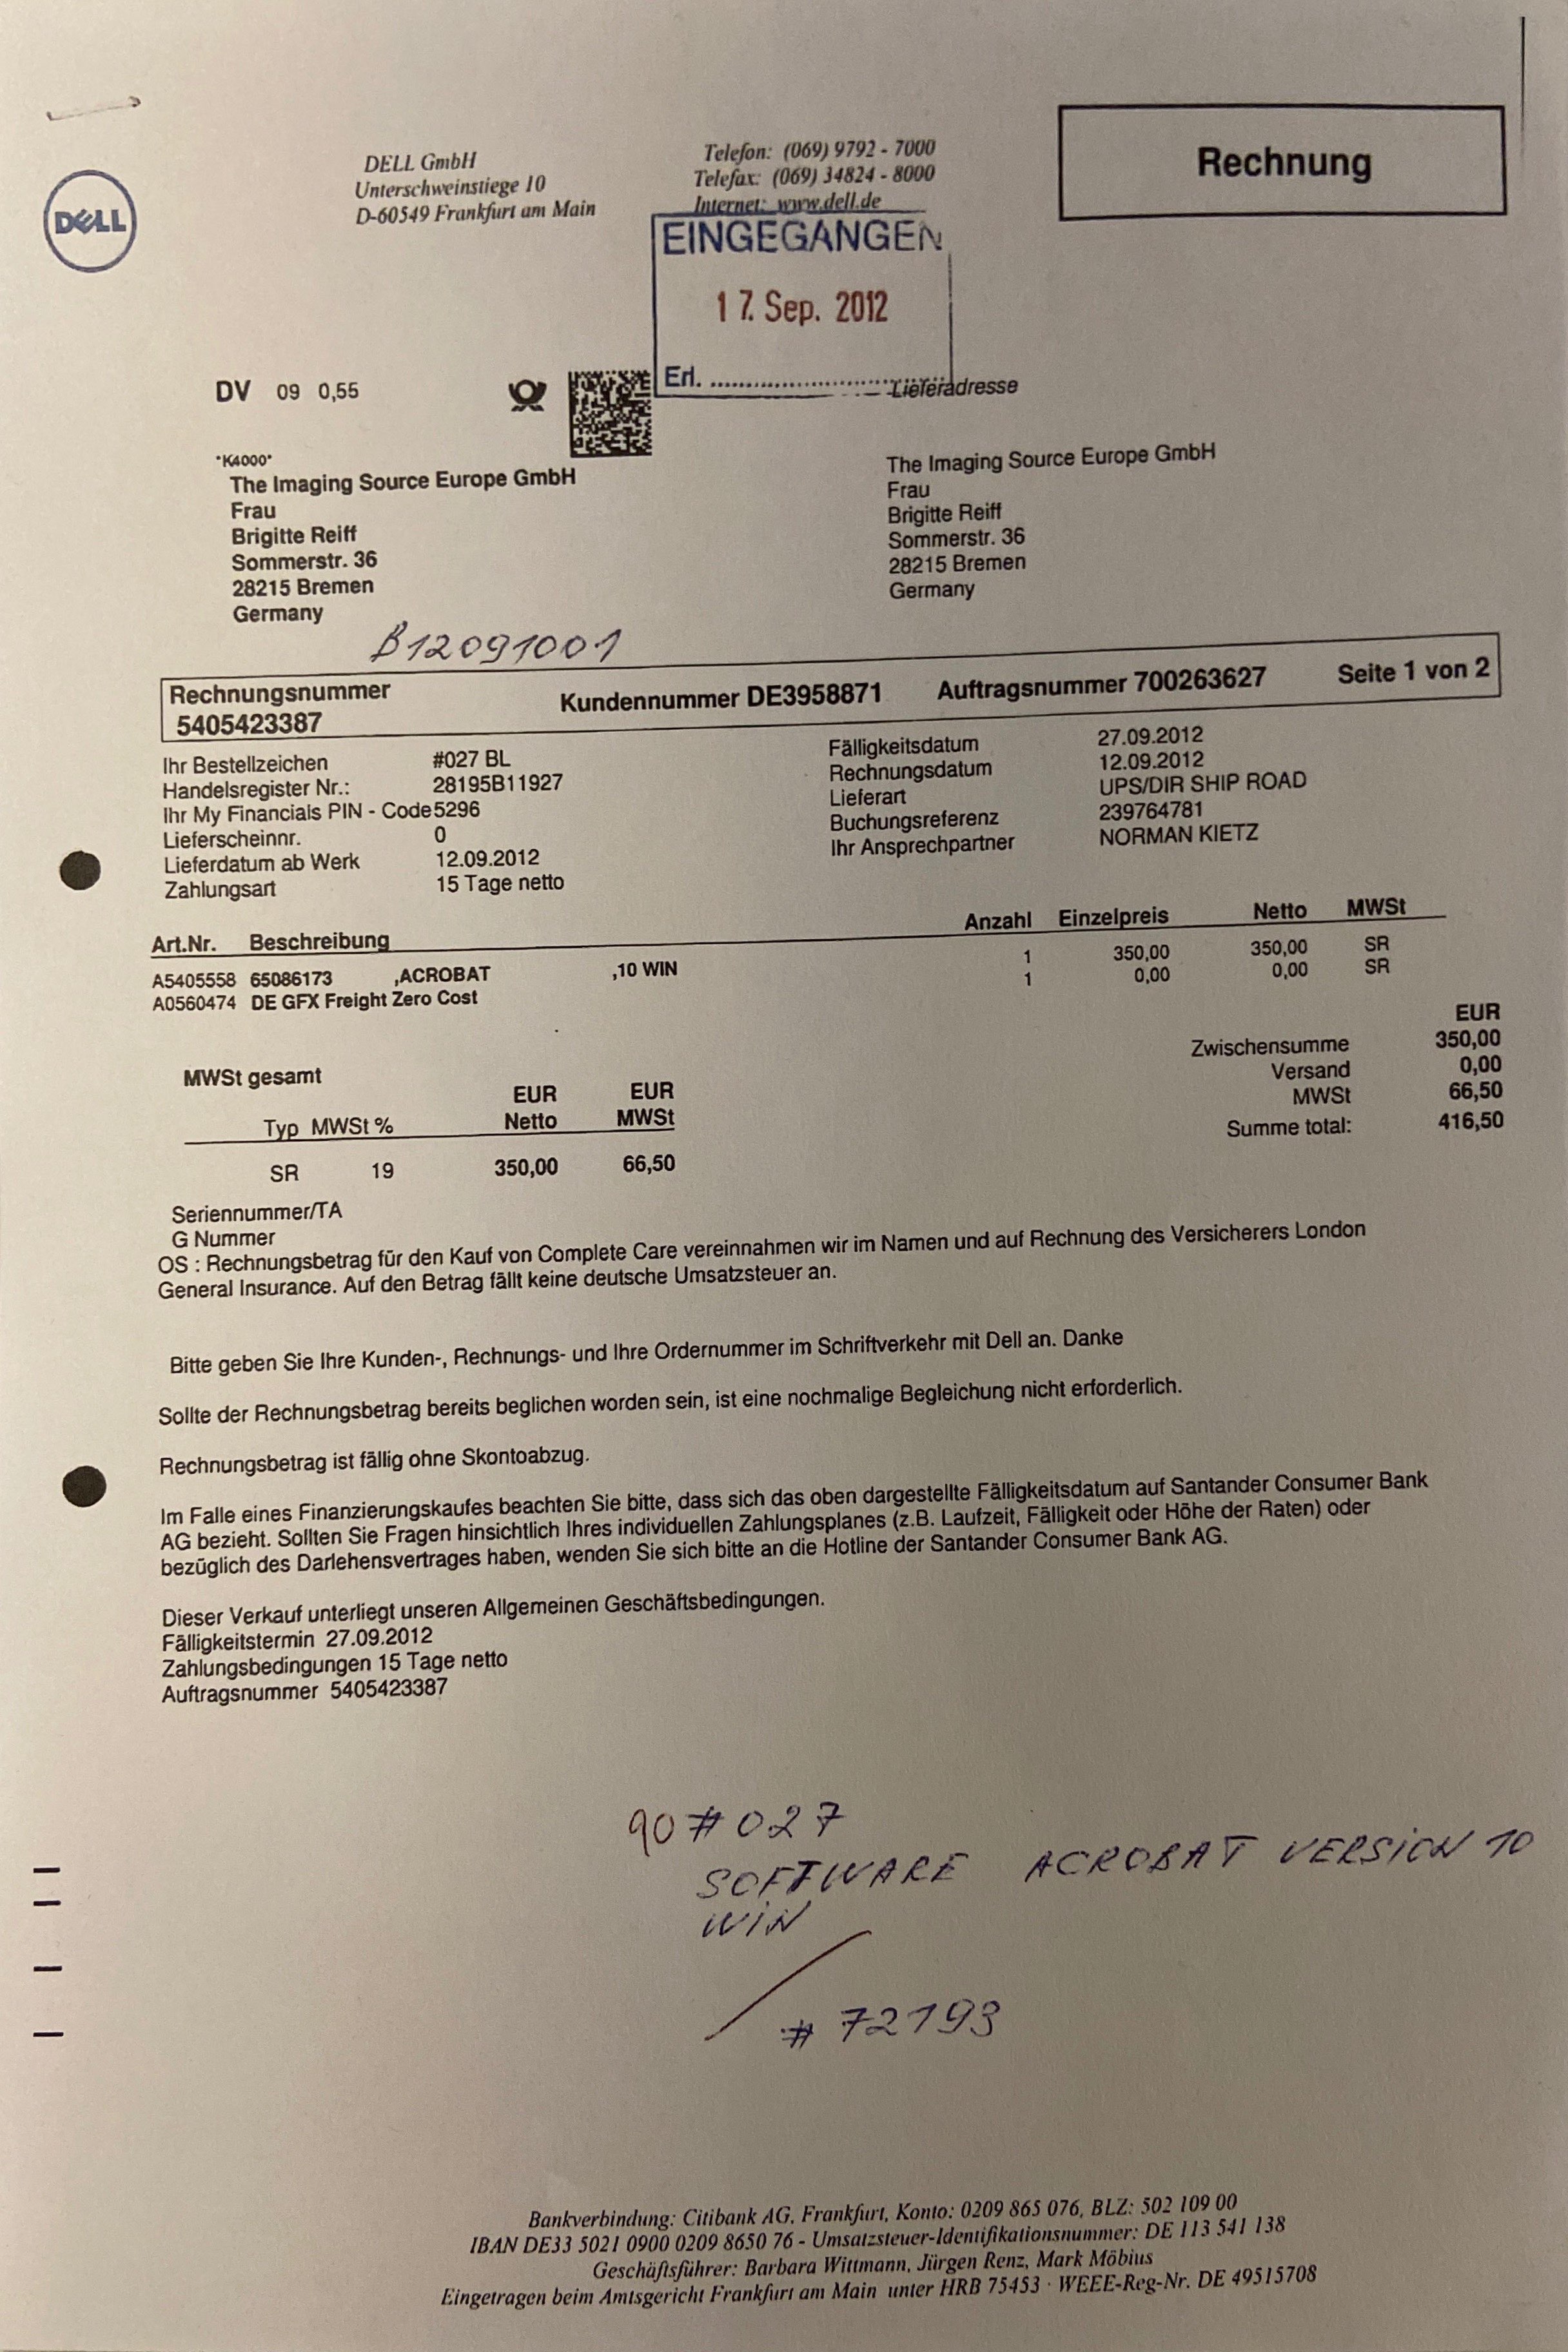 DELL
DELL GmbH
Unterschweinstiege 10
D-60549 Frankfurt am Main
Telefon: (069) 9792 - 7000
Telefax: (069) 34824 - 8000
Internet: www.dell.de
Rechnung
EINGEGANGEN
17. Sep. 2012
Erl.
DV 09 0,55
Lieferadresse
*K4000*
The Imaging Source Europe GmbH
Frau
Brigitte Reiff
Sommerstr. 36
28215 Bremen
Germany
The Imaging Source Europe GmbH
Frau
Brigitte Reiff
Sommerstr. 36
28215 Bremen
Germany
B12091001
Rechnungsnummer
5405423387
Kundennummer DE3958871 Auftragsnummer 700263627 Seite 1 von 2
Ihr Bestellzeichen #027 BL
Handelsregister Nr.: 28195B11927
Ihr My Financials PIN - Code 5296
Lieferscheinnr. 0
Lieferdatum ab Werk 12.09.2012
Zahlungsart 15 Tage netto
Fälligkeitsdatum 27.09.2012
Rechnungsdatum 12.09.2012
Lieferart UPS/DIR SHIP ROAD
Buchungsreferenz 239764781
Ihr Ansprechpartner NORMAN KIETZ
Art.Nr. Beschreibung Anzahl Einzelpreis Netto MWSt
A5405558 65086173 ,ACROBAT ,10 WIN 1 350,00 350,00 SR
A0560474 DE GFX Freight Zero Cost 1 0,00 0,00 SR
EUR
Zwischensumme 350,00
Versand 0,00
MWSt 66,50
Summe total: 416,50
MWSt gesamt
EUR EUR
Typ MWSt % Netto MWSt
SR 19 350,00 66,50
Seriennummer/TA
G Nummer
OS : Rechnungsbetrag für den Kauf von Complete Care vereinnahmen wir im Namen und auf Rechnung des Versicherers London
General Insurance. Auf den Betrag fällt keine deutsche Umsatzsteuer an.
Bitte geben Sie Ihre Kunden-, Rechnungs- und Ihre Ordernummer im Schriftverkehr mit Dell an. Danke
Sollte der Rechnungsbetrag bereits beglichen worden sein, ist eine nochmalige Begleichung nicht erforderlich.
Rechnungsbetrag ist fällig ohne Skontoabzug.
Im Falle eines Finanzierungskaufes beachten Sie bitte, dass sich das oben dargestellte Fälligkeitsdatum auf Santander Consumer Bank
AG bezieht. Sollten Sie Fragen hinsichtlich Ihres individuellen Zahlungsplanes (z.B. Laufzeit, Fälligkeit oder Höhe der Raten) oder
bezüglich des Darlehensvertrages haben, wenden Sie sich bitte an die Hotline der Santander Consumer Bank AG.
Dieser Verkauf unterliegt unseren Allgemeinen Geschäftsbedingungen.
Fälligkeitstermin 27.09.2012
Zahlungsbedingungen 15 Tage netto
Auftragsnummer 5405423387
90 #027
SOFTWARE ACROBAT VERSION 10
WIN
# 72193
Bankverbindung: Citibank AG, Frankfurt, Konto: 0209 865 076, BLZ: 502 109 00
IBAN DE33 5021 0900 0209 8650 76 - Umsatzsteuer-Identifikationsnummer: DE 113 541 138
Geschäftsführer: Barbara Wittmann, Jürgen Renz, Mark Möbius
Eingetragen beim Amtsgericht Frankfurt am Main unter HRB 75453 · WEEE-Reg-Nr. DE 49515708